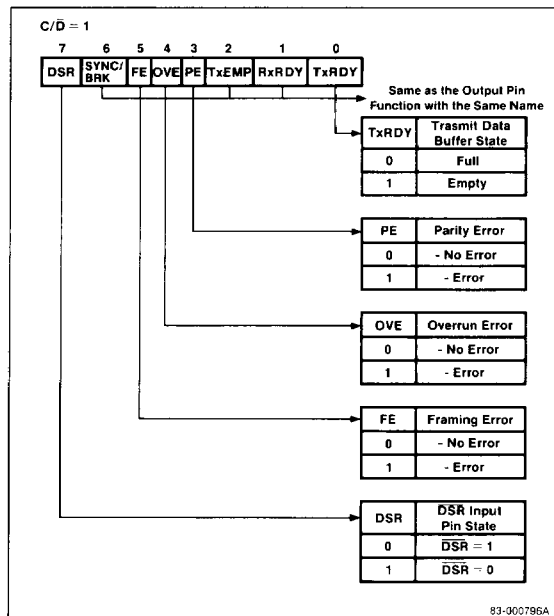 C/D̅ = 1
7 6 5 4 3 2 1 0
DSR SYNC/BRK FE OVE PE TxEMP RxRDY TxRDY
Same as the Output Pin
Function with the Same Name
TxRDY Trasmit Data Buffer State
0 Full
1 Empty
PE Parity Error
0 - No Error
1 - Error
OVE Overrun Error
0 - No Error
1 - Error
FE Framing Error
0 - No Error
1 - Error
DSR D̅S̅R̅ Input Pin State
0 D̅S̅R̅ = 1
1 D̅S̅R̅ = 0
83-000796A